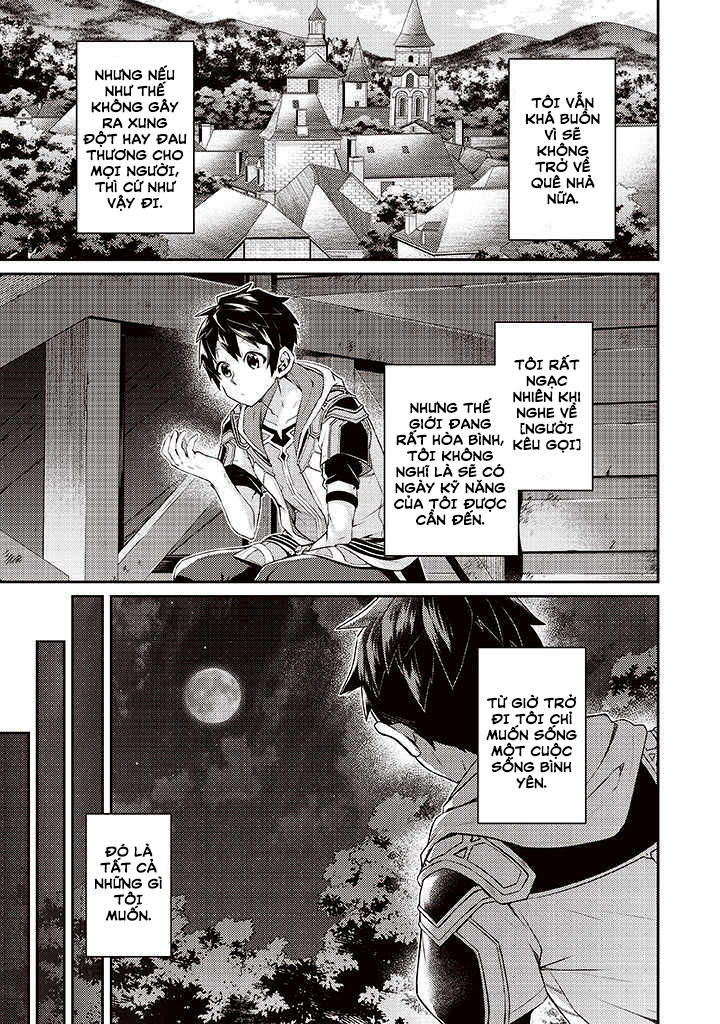 TÔI VẪN
KHÁ BUỒN
VÌ SẼ
KHÔNG
TRỞ VỀ
QUÊ NHÀ
NỮA.
NHƯNG NẾU
NHƯ THẾ
KHÔNG GÂY
RA XUNG
ĐỘT HAY ĐAU
THƯƠNG CHO
MỌI NGƯỜI,
THÌ CỨ NHƯ
VẬY ĐI.
TÔI RẤT
NGẠC
NHIÊN KHI
NGHE VỀ
[NGƯỜI
KÊU GỌI]
NHƯNG THẾ
GIỚI ĐANG
RẤT HÒA BÌNH,
TÔI KHÔNG
NGHĨ LÀ SẼ CÓ
NGÀY KỸ NĂNG
CỦA TÔI ĐƯỢC
CẦN ĐẾN.
TỪ GIỜ TRỞ
ĐI TÔI CHỈ
MUỐN SỐNG
MỘT CUỘC
SỐNG BÌNH
YÊN.
ĐÓ LÀ
TẤT CẢ
NHỮNG GÌ
TÔI
MUỐN.